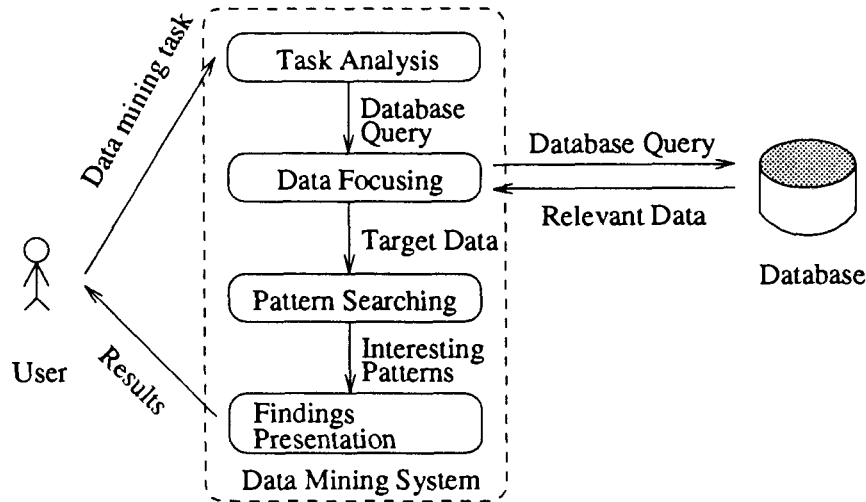 Data mining task
Task Analysis
Database
Query
Data Focusing
Database Query
Relevant Data
Database
Target Data
Pattern Searching
Interesting
Patterns
User
Results
Findings
Presentation
Data Mining System